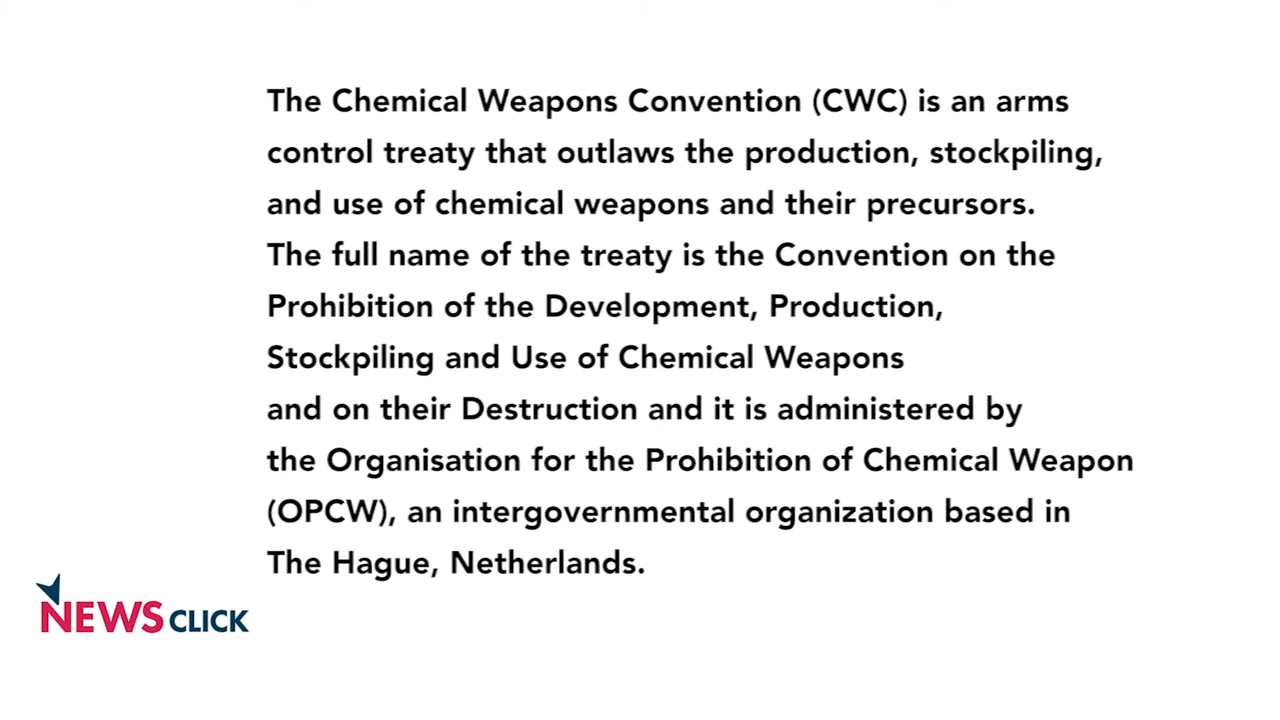 The Chemical Weapons Convention (CWC) is an arms
control treaty that outlaws the production, stockpiling,
and use of chemical weapons and their precursors.
The full name of the treaty is the Convention on the
Prohibition of the Development, Production,
Stockpiling and Use of Chemical Weapons
and on their Destruction and it is administered by
the Organisation for the Prohibition of Chemical Weapon
(OPCW), an intergovernmental organization based in
The Hague, Netherlands.
NEWS CLICK